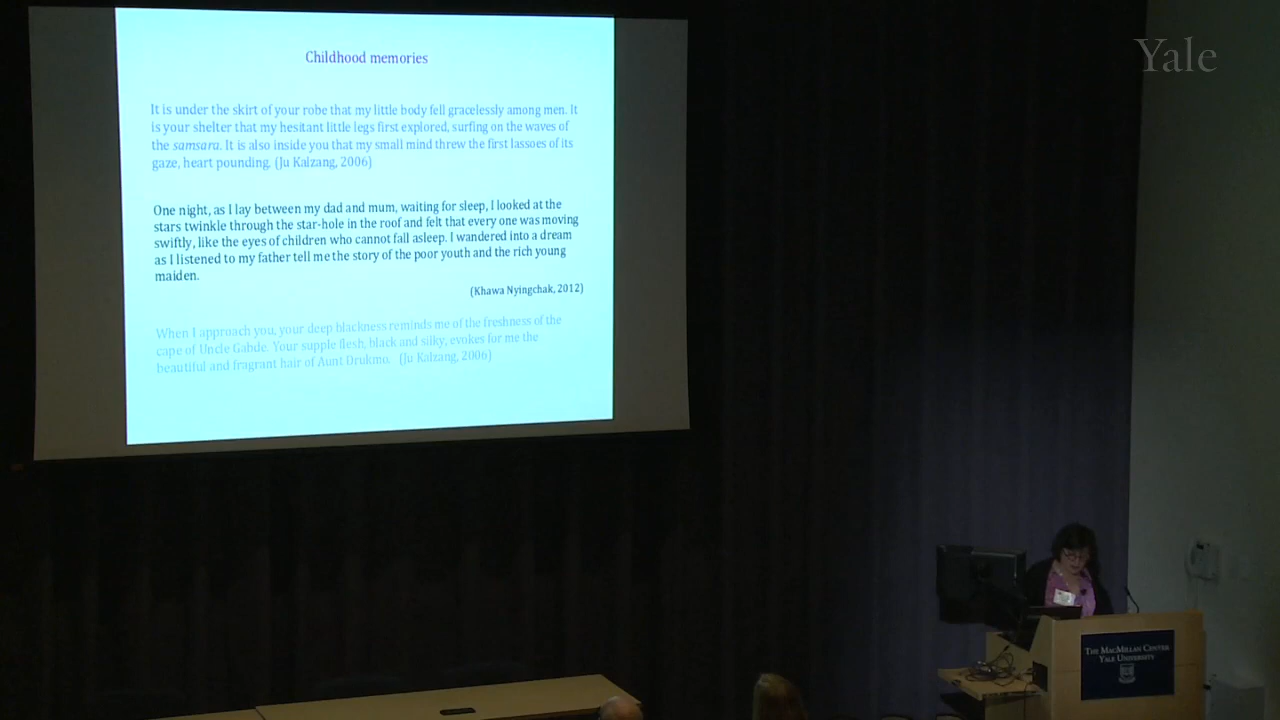 Yale
Childhood memories
It is under the skirt of your robe that my little body fell gracelessly among men. It
is your shelter that my hesitant little legs first explored, surfing on the waves of
the samsara. It is also inside you that my small mind threw the first lassoes of its
gaze, heart pounding. (Ju Kalzang, 2006)
One night, as I lay between my dad and mum, waiting for sleep, I looked at the
stars twinkle through the star-hole in the roof and felt that every one was moving
swiftly, like the eyes of children who cannot fall asleep. I wandered into a dream
as I listened to my father tell me the story of the poor youth and the rich young
maiden.
(Khawa Nyingchak, 2012)
When I approach you, your deep blackness reminds me of the freshness of the
cape of Uncle Gabde. Your supple flesh, black and silky, evokes for me the
beautiful and fragrant hair of Aunt Drukmo. (Ju Kalzang, 2006)
THE MACMILLAN CENTER
YALE UNIVERSITY